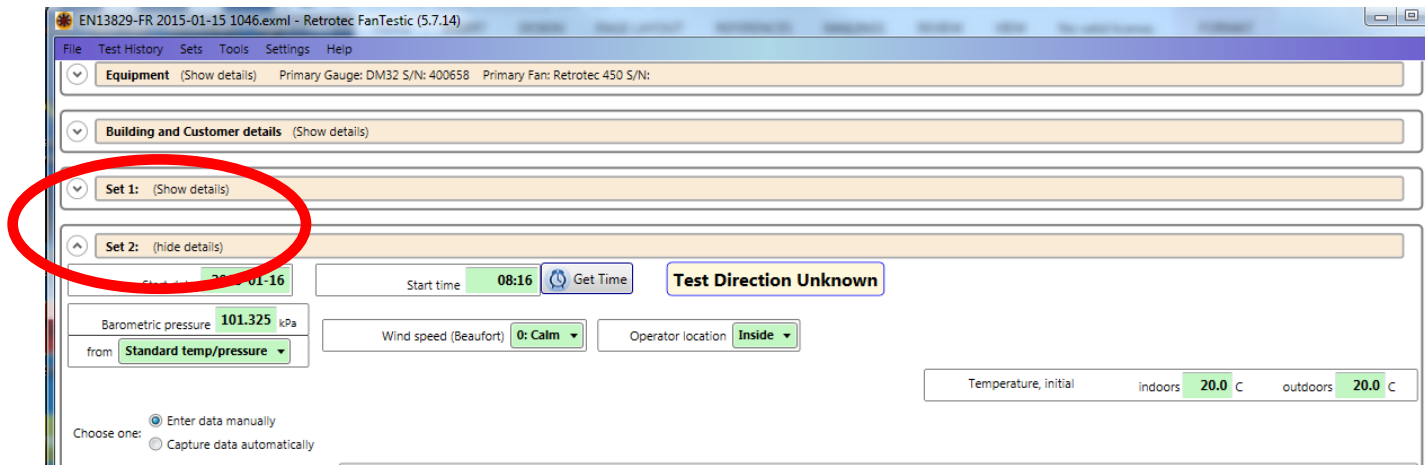 EN13829-FR 2015-01-15 1046.exml - Retrotec FanTestic (5.7.14)
File Test History Sets Tools Settings Help
Equipment (Show details) Primary Gauge: DM32 S/N: 400658 Primary Fan: Retrotec 450 S/N:
Building and Customer details (Show details)
Set 1: (Show details)
Set 2: (hide details)
Start 01-16 Start time 08:16 Get Time Test Direction Unknown
Barometric pressure 101.325 kPa
Wind speed (Beaufort) 0: Calm Operator location Inside
from Standard temp/pressure
Temperature, initial indoors 20.0 C outdoors 20.0 C
Choose one:
Enter data manually
Capture data automatically